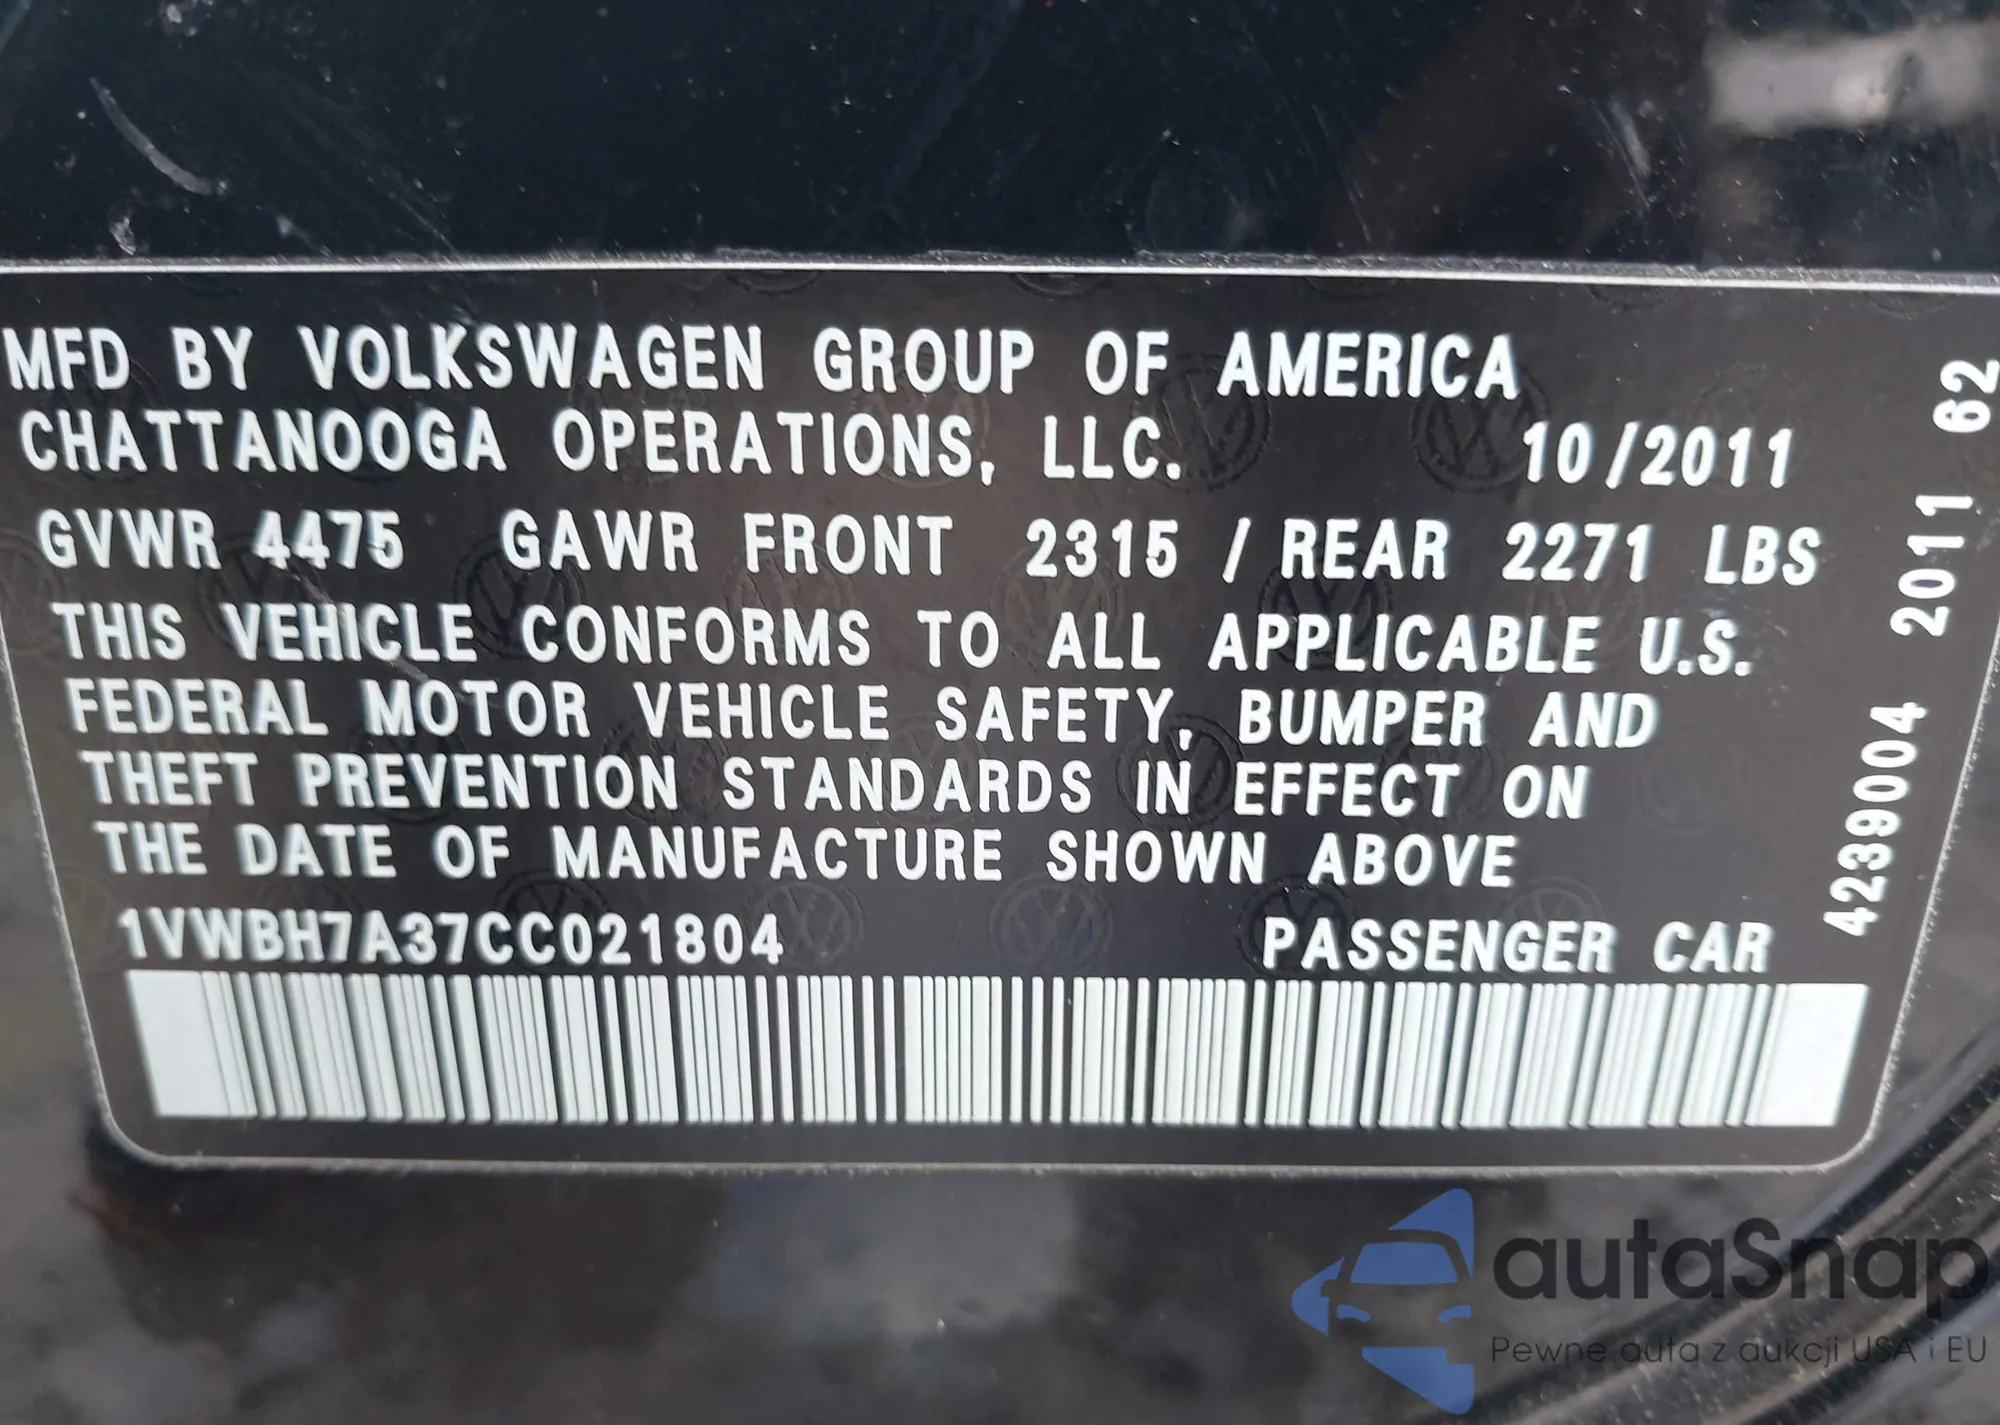 MFD BY VOLKSWAGEN GROUP OF AMERICA
CHATTANOOGA OPERATIONS, LLC. 10/2011
GVWR 4475 GAWR FRONT 2315 / REAR 2271 LBS
THIS VEHICLE CONFORMS TO ALL APPLICABLE U.S.
FEDERAL MOTOR VEHICLE SAFETY, BUMPER AND
THEFT PREVENTION STANDARDS IN EFFECT ON
THE DATE OF MANUFACTURE SHOWN ABOVE
1VWBH7A37CC021804 PASSENGER CAR
4239004 2011 62
autaSnap
Pewne auta z aukcji USA i EU